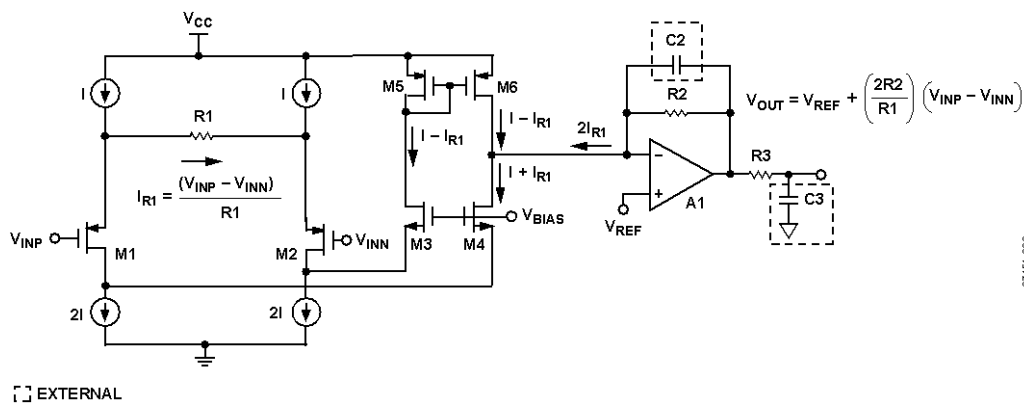 VCC
I
I
R1
IR1 = (VINP – VINN)
R1
VINP
M1
M2
VINN
2I
2I
M5
M6
I – IR1
I – IR1
I + IR1
M3
M4
VBIAS
2IR1
C2
R2
–
+
A1
VREF
R3
C3
VOUT = VREF + (2R2/R1) (VINP – VINN)
EXTERNAL